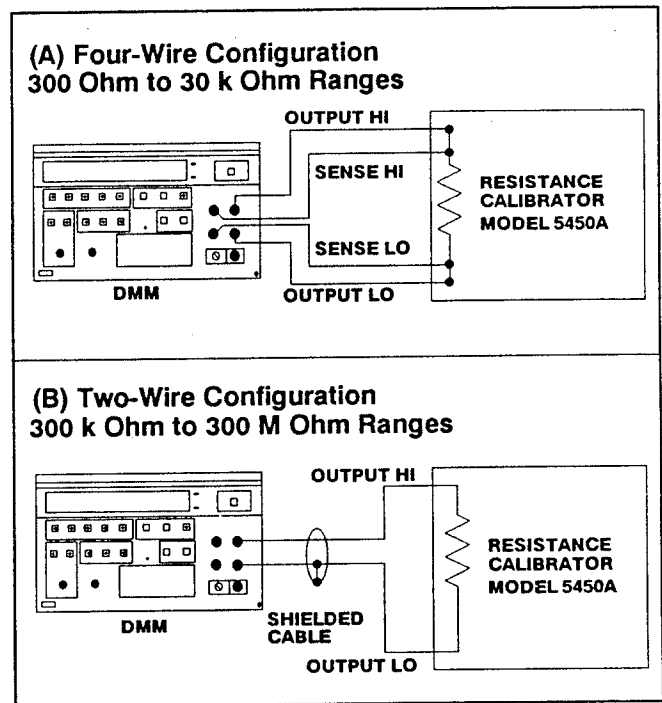 (A) Four-Wire Configuration
300 Ohm to 30 k Ohm Ranges
OUTPUT HI
SENSE HI
RESISTANCE
CALIBRATOR
MODEL 5450A
SENSE LO
DMM
OUTPUT LO
(B) Two-Wire Configuration
300 k Ohm to 300 M Ohm Ranges
OUTPUT HI
RESISTANCE
CALIBRATOR
MODEL 5450A
DMM
SHIELDED
CABLE
OUTPUT LO